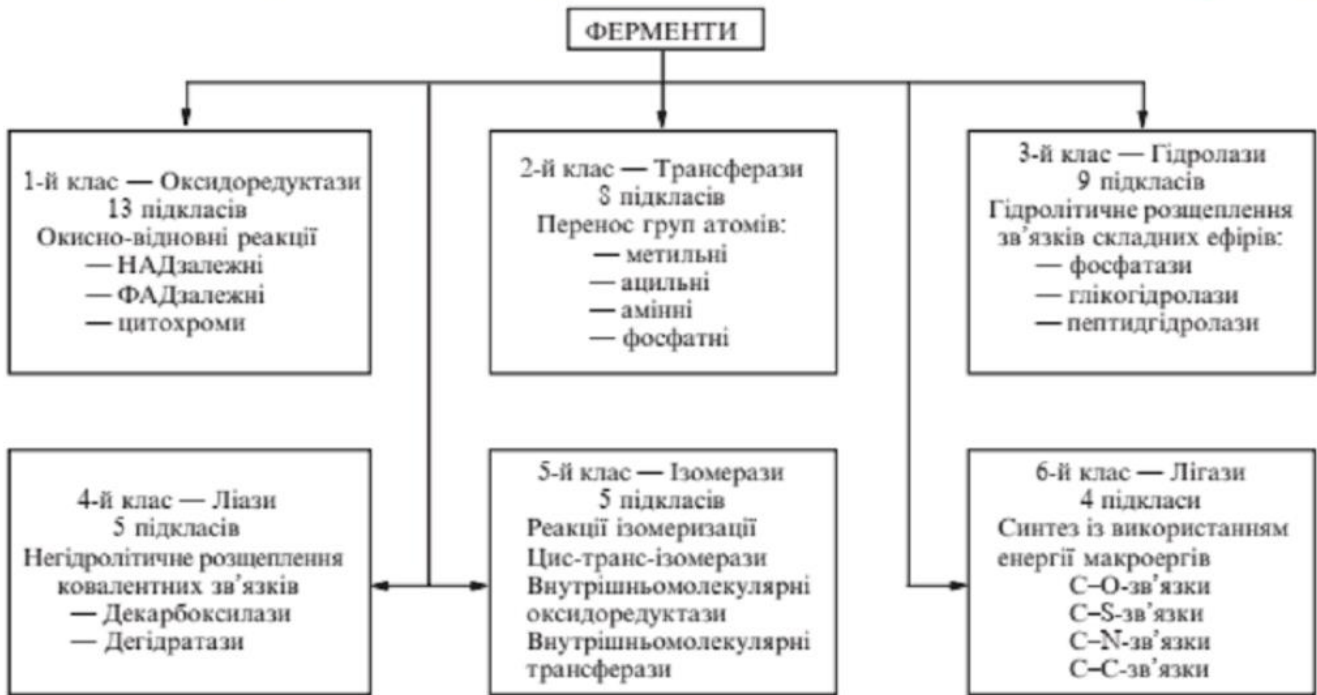 ФЕРМЕНТИ
1-й клас — Оксидоредуктази
13 підкласів
Окисно-відновні реакції
— НАДзалежні
— ФАДзалежні
— цитохроми
2-й клас — Трансферази
8 підкласів
Перенос груп атомів:
— метильні
— ацильні
— амінні
— фосфатні
3-й клас — Гідролази
9 підкласів
Гідролітичне розщеплення
зв’язків складних ефірів:
— фосфатази
— глікогідролази
— пептидгідролази
4-й клас — Ліази
5 підкласів
Негідролітичне розщеплення
ковалентних зв’язків
— Декарбоксилази
— Дегідратази
5-й клас — Ізомерази
5 підкласів
Реакції ізомеризації
Цис-транс-ізомерази
Внутрішньомолекулярні
оксидоредуктази
Внутрішньомолекулярні
трансферази
6-й клас — Лігази
4 підкласи
Синтез із використанням
енергії макроергів
С–О-зв’язки
С–S-зв’язки
С–N-зв’язки
С–С-зв’язки